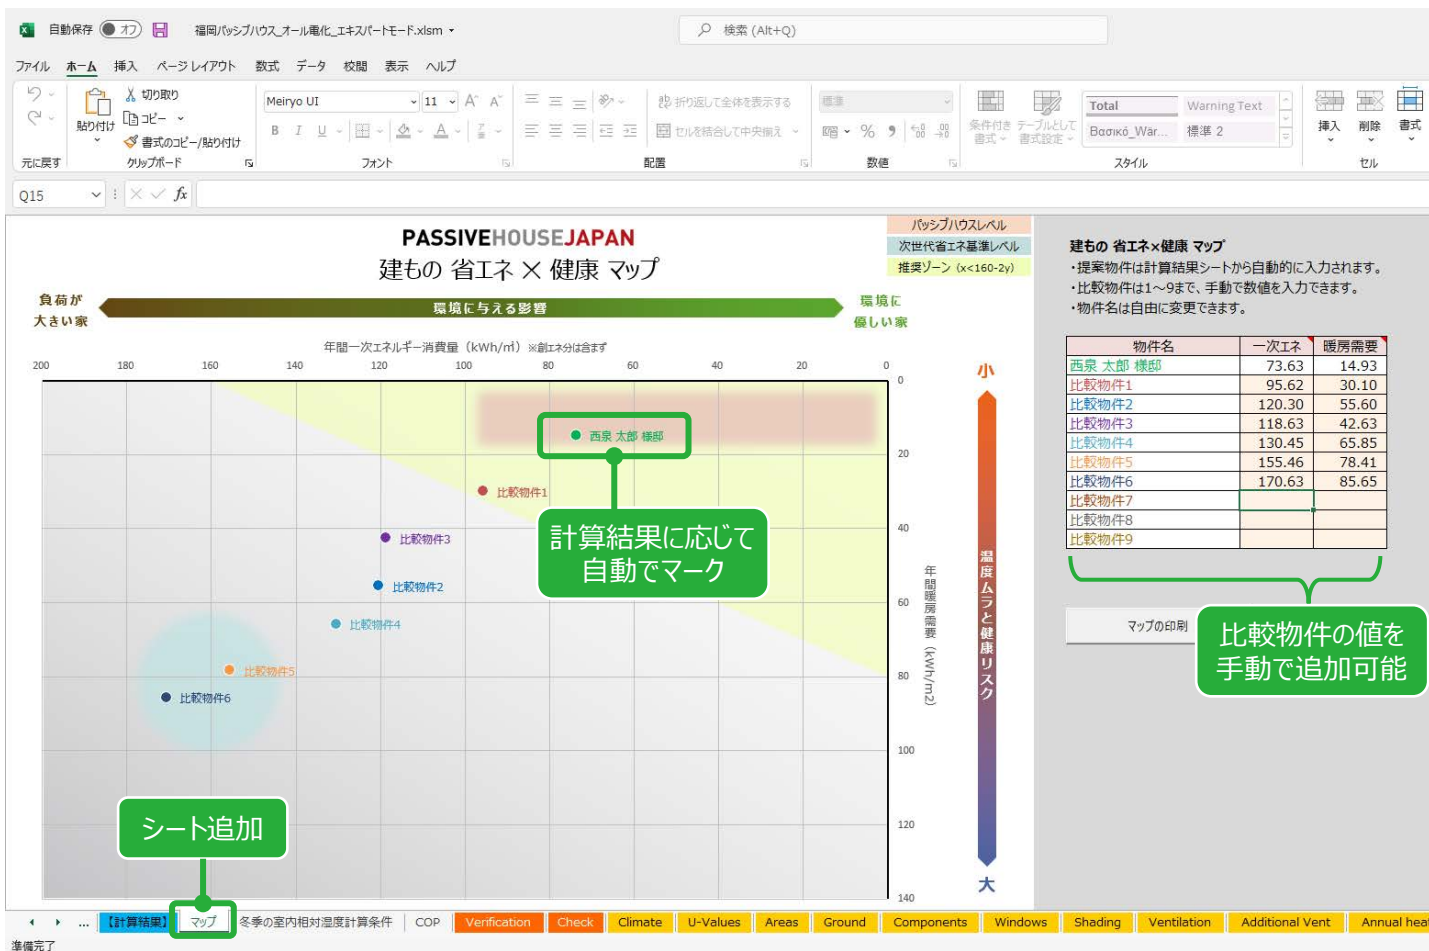 自動保存 オフ 福岡パッシブハウス_オール電化_エキスパートモード.xlsm 検索 (Alt+Q)
ファイル ホーム 挿入 ページ レイアウト 数式 データ 校閲 表示 ヘルプ
貼り付け
切り取り
コピー
書式のコピー/貼り付け
Meiryo UI 11
B I U
折り返して全体を表示する
セルを結合して中央揃え
標準
条件付き書式
テーブルとして書式設定
Total Warning Text
Βασικό_Wär... 標準 2
挿入 削除 書式
元に戻す クリップボード フォント 配置 数値 スタイル セル
Q15 fx
PASSIVEHOUSEJAPAN
建もの 省エネ × 健康 マップ
パッシブハウスレベル
次世代省エネ基準レベル
推奨ゾーン (x<160-2y)
負荷が
大きい家
環境に与える影響
環境に
優しい家
年間一次エネルギー消費量 (kWh/㎡) ※創エネ分は含まず
200 180 160 140 120 100 80 60 40 20 0
0
20
40
60
80
100
120
140
小
温度ムラと健康リスク
大
年間暖房需要 (kWh/m2)
西泉 太郎 様邸
比較物件1
比較物件3
比較物件2
比較物件4
比較物件5
比較物件6
計算結果に応じて
自動でマーク
シート追加
建もの 省エネ×健康 マップ
・提案物件は計算結果シートから自動的に入力されます。
・比較物件は1～9まで、手動で数値を入力できます。
・物件名は自由に変更できます。
物件名 一次エネ 暖房需要
西泉 太郎 様邸 73.63 14.93
比較物件1 95.62 30.10
比較物件2 120.30 55.60
比較物件3 118.63 42.63
比較物件4 130.45 65.85
比較物件5 155.46 78.41
比較物件6 170.63 85.65
比較物件7
比較物件8
比較物件9
マップの印刷
比較物件の値を
手動で追加可能
... 【計算結果】 マップ 冬季の室内相対湿度計算条件 COP Verification Check Climate U-Values Areas Ground Components Windows Shading Ventilation Additional Vent Annual heat
準備完了